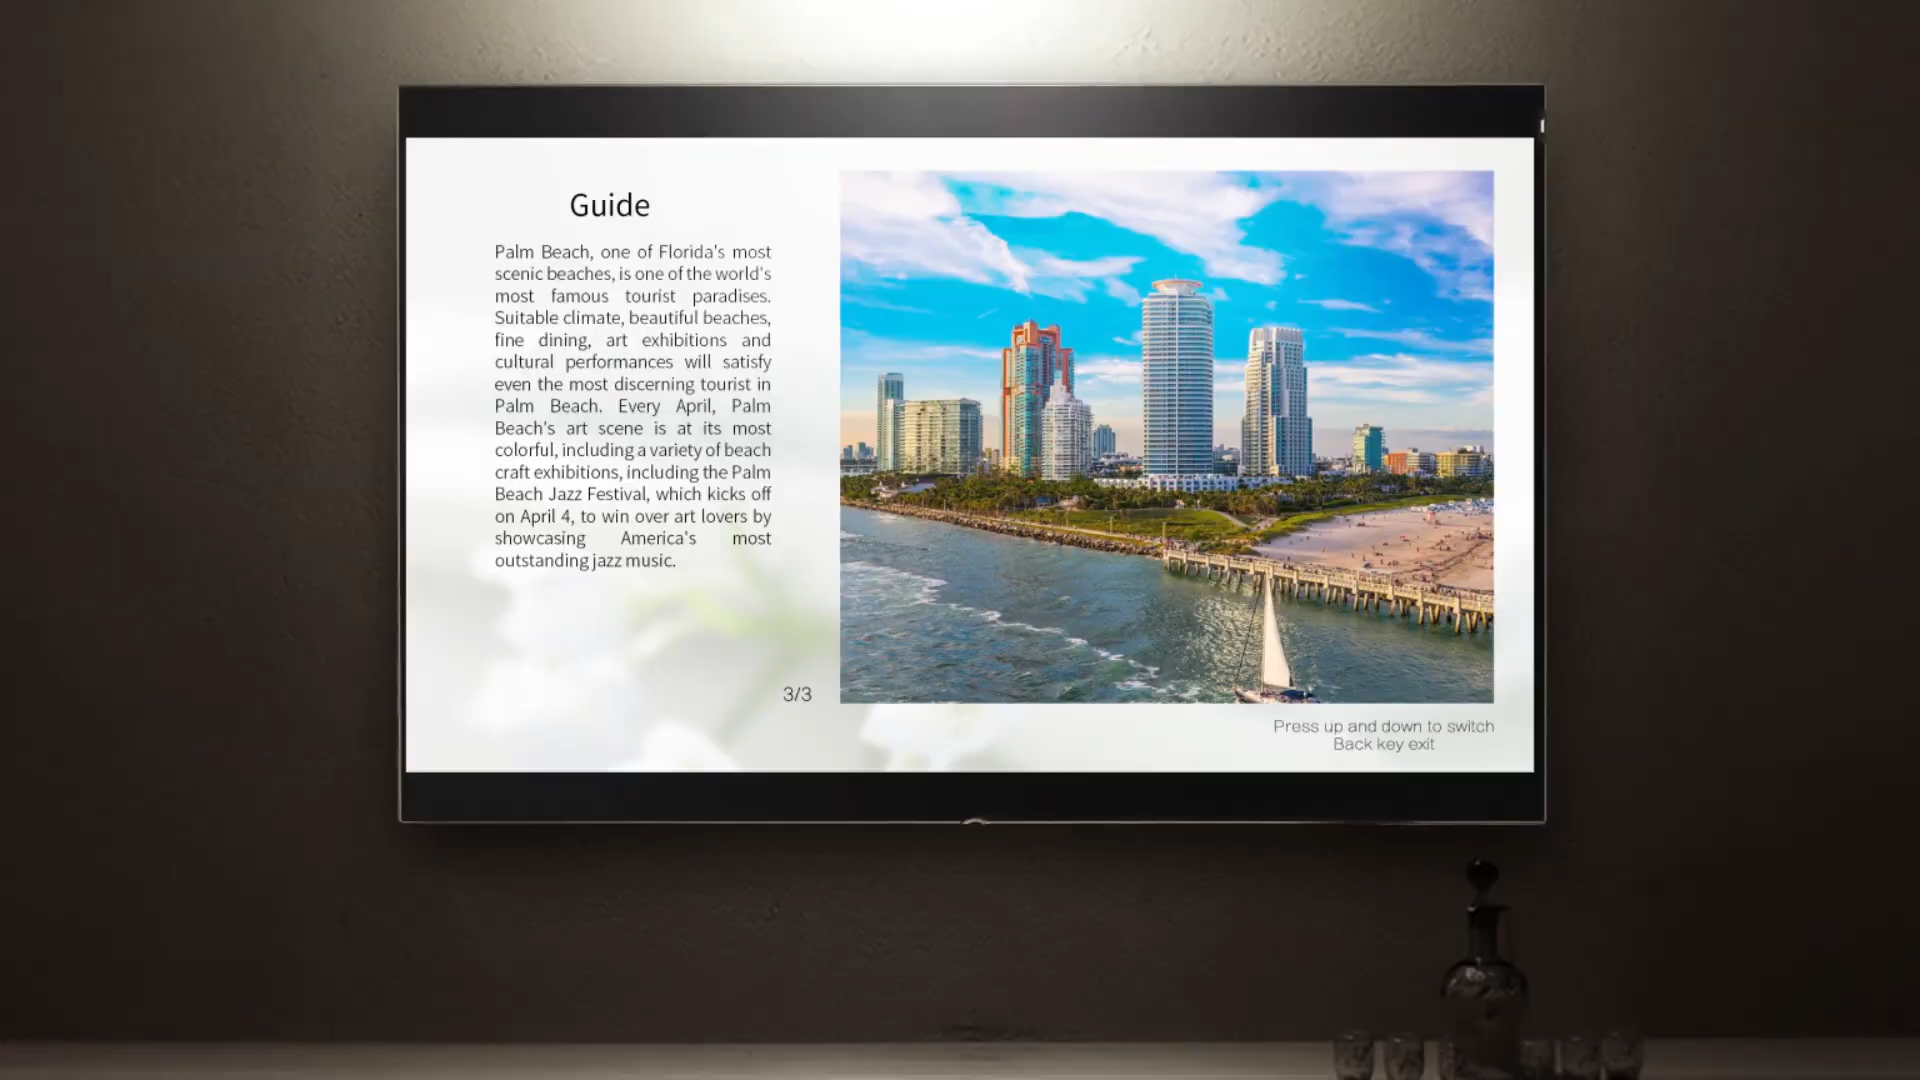 Guide
Palm Beach, one of Florida's most
scenic beaches, is one of the world's
most famous tourist paradises.
Suitable climate, beautiful beaches,
fine dining, art exhibitions and
cultural performances will satisfy
even the most discerning tourist in
Palm Beach. Every April, Palm
Beach's art scene is at its most
colorful, including a variety of beach
craft exhibitions, including the Palm
Beach Jazz Festival, which kicks off
on April 4, to win over art lovers by
showcasing America's most
outstanding jazz music.
3/3
Press up and down to switch
Back key exit